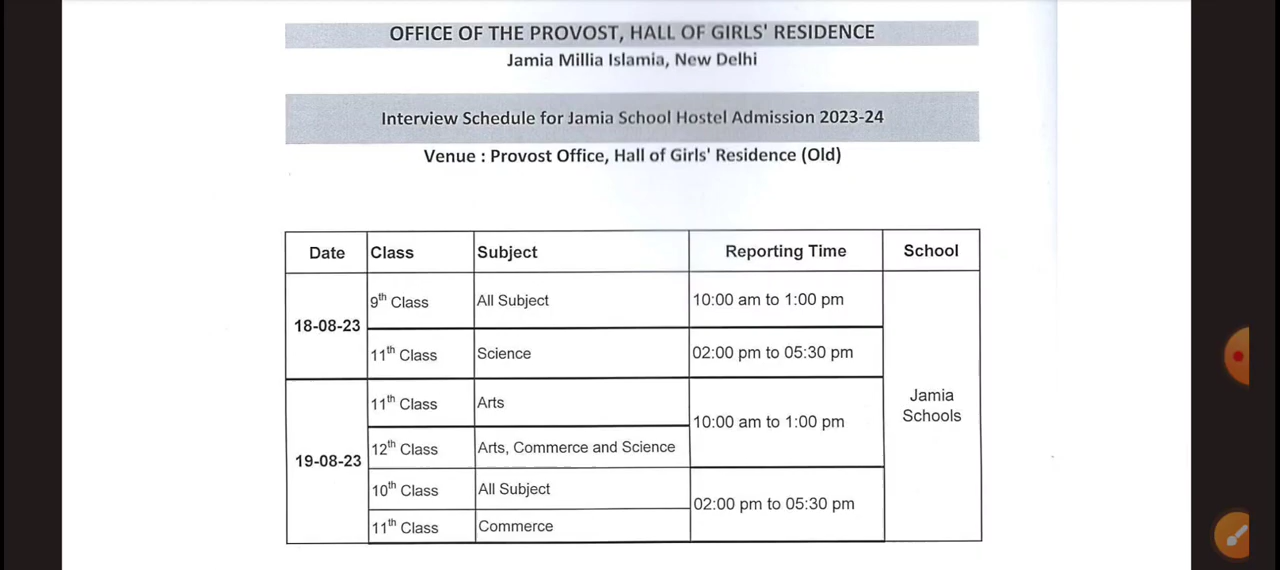 OFFICE OF THE PROVOST, HALL OF GIRLS' RESIDENCE
Jamia Millia Islamia, New Delhi
Interview Schedule for Jamia School Hostel Admission 2023-24
Venue : Provost Office, Hall of Girls' Residence (Old)
Date Class Subject Reporting Time School
18-08-23
9th Class All Subject 10:00 am to 1:00 pm
11th Class Science 02:00 pm to 05:30 pm
19-08-23
11th Class Arts
10:00 am to 1:00 pm
12th Class Arts, Commerce and Science
10th Class All Subject
02:00 pm to 05:30 pm
11th Class Commerce
Jamia
Schools